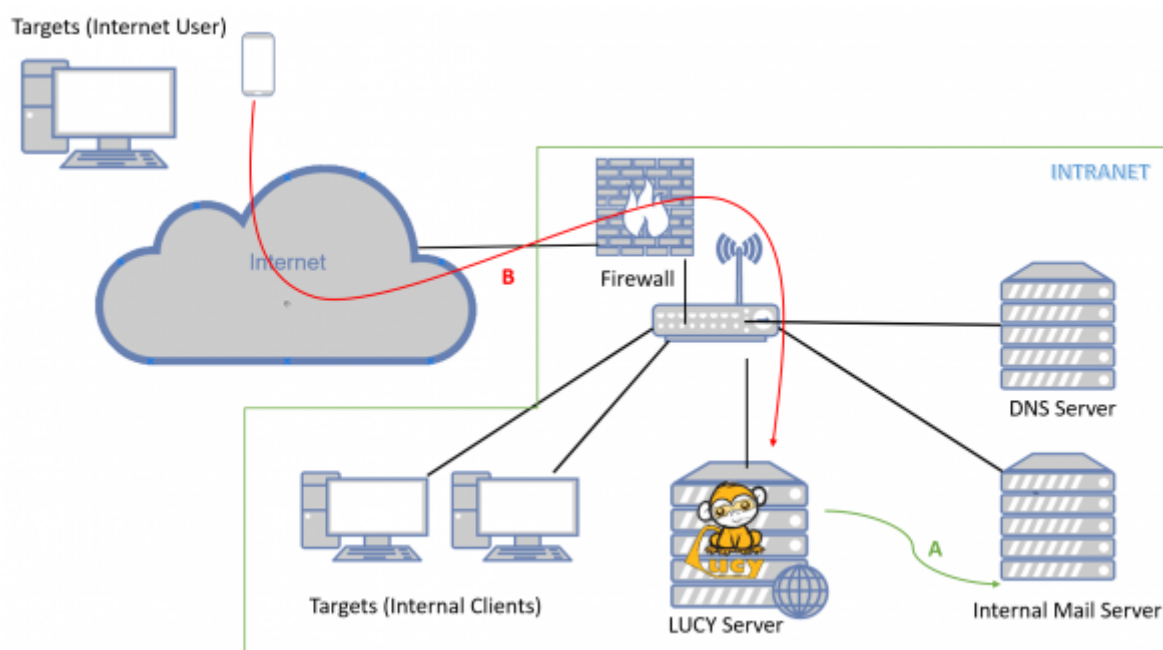 Targets (Internet User)
INTRANET
Internet
B
Firewall
DNS Server
LUCY
A
Targets (Internal Clients)
LUCY Server
Internal Mail Server